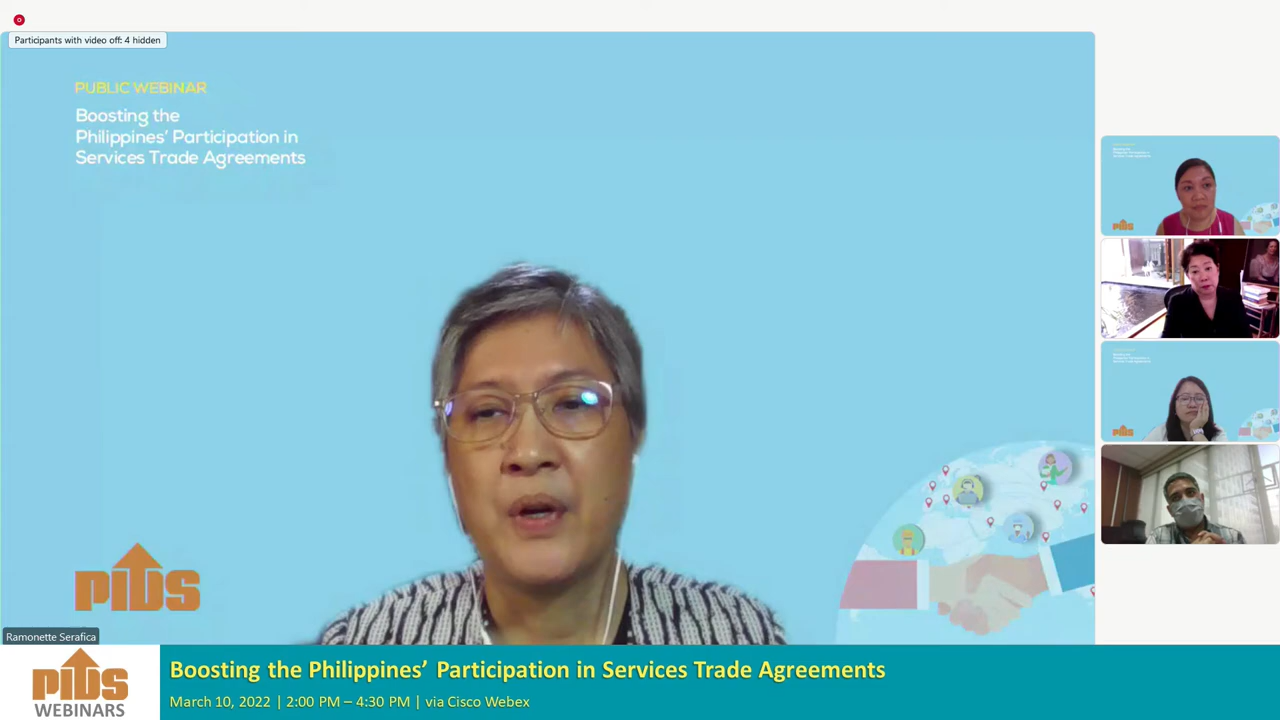 Participants with video off: 4 hidden
PUBLIC WEBINAR
Boosting the
Philippines' Participation in
Services Trade Agreements
PIDS
Ramonette Serafica
PIDS
WEBINARS
Boosting the Philippines' Participation in Services Trade Agreements
March 10, 2022 | 2:00 PM – 4:30 PM | via Cisco Webex